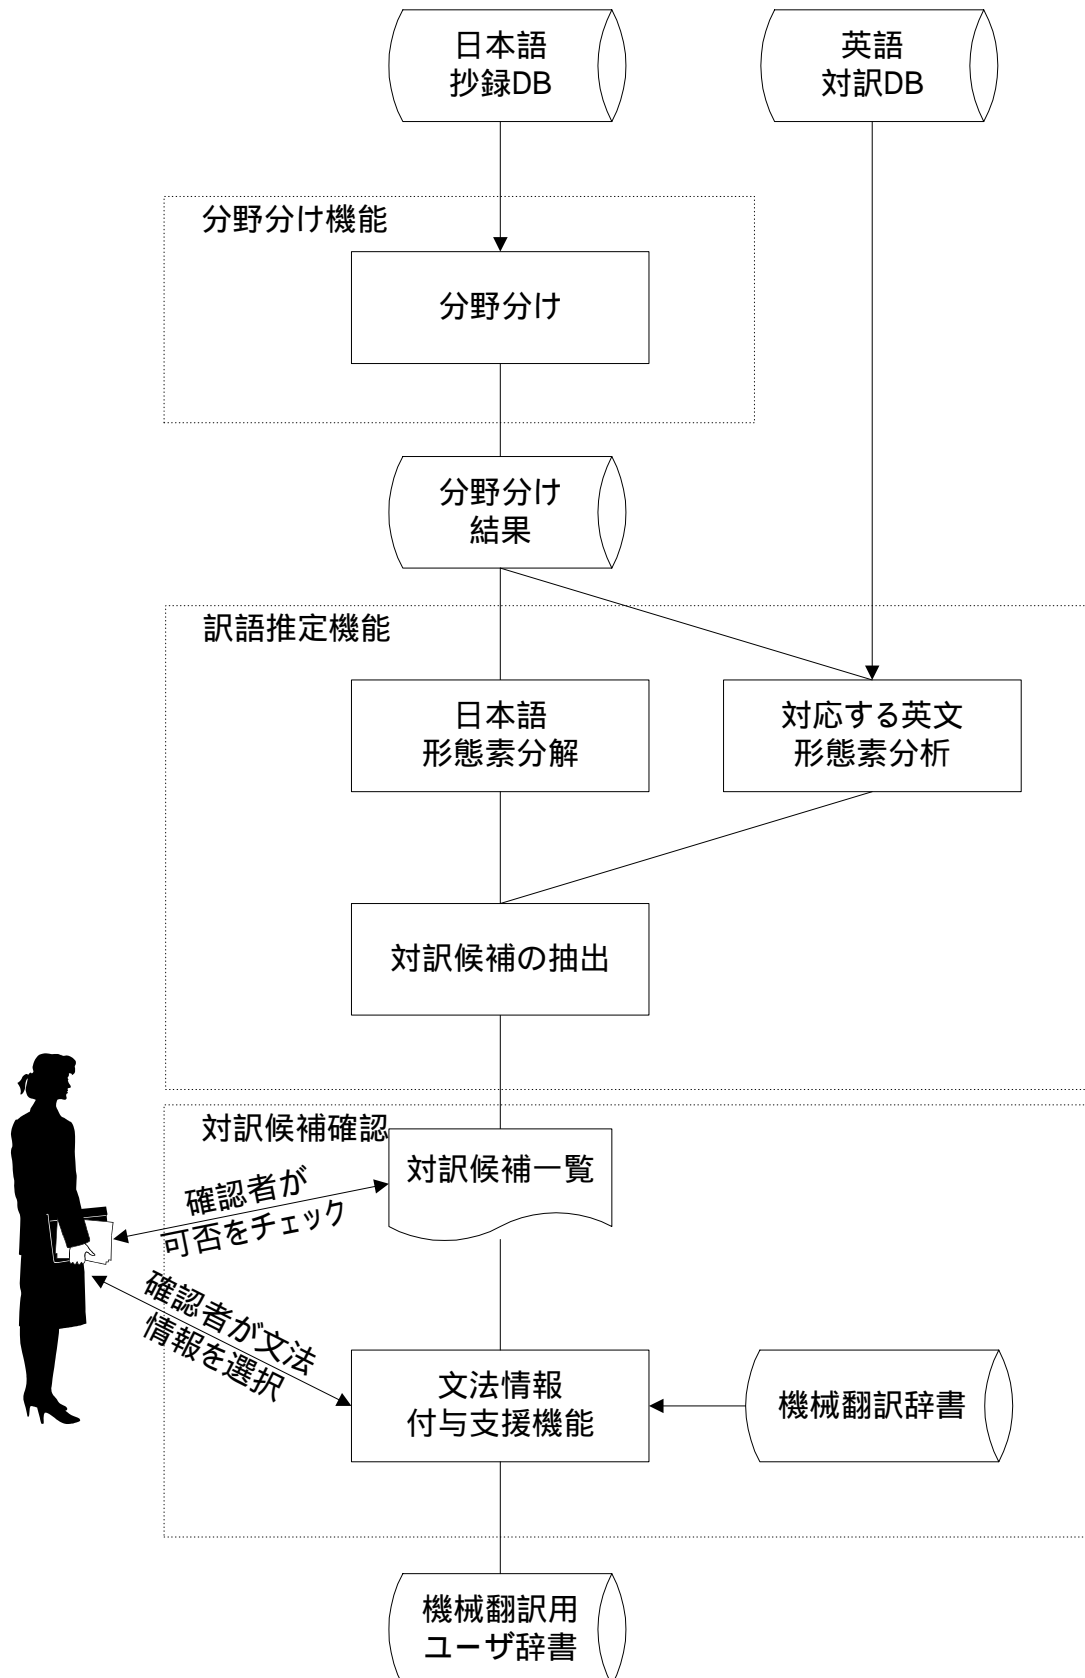 日本語
抄録DB
英語
対訳DB
分野分け機能
分野分け
分野分け
結果
訳語推定機能
日本語
形態素分解
対応する英文
形態素分析
対訳候補の抽出
対訳候補確認
対訳候補一覧
確認者が
可否をチェック
確認者が文法
情報を選択
文法情報
付与支援機能
機械翻訳辞書
機械翻訳用
ユーザ辞書